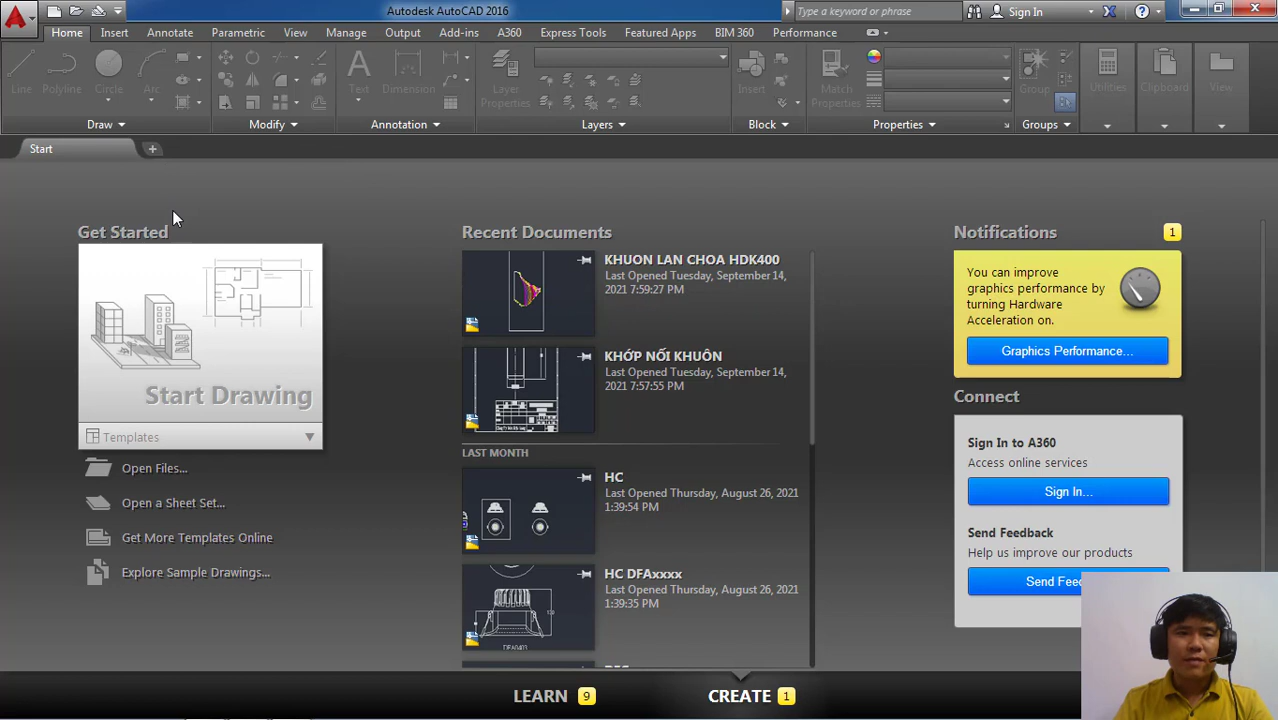 Autodesk AutoCAD 2016
Type a keyword or phrase
Sign In
Home
Insert
Annotate
Parametric
View
Manage
Output
Add-ins
A360
Express Tools
Featured Apps
BIM 360
Performance
Line
Polyline
Circle
Arc
Text
Dimension
Layer
Properties
Insert
Match
Properties
Group
Utilities
Clipboard
View
Draw
Modify
Annotation
Layers
Block
Properties
Groups
Start
Get Started
Start Drawing
Templates
Open Files...
Open a Sheet Set...
Get More Templates Online
Explore Sample Drawings...
Recent Documents
KHUON LAN CHOA HDK400
Last Opened Tuesday, September 14,
2021 7:59:27 PM
KHỚP NỐI KHUÔN
Last Opened Tuesday, September 14,
2021 7:57:55 PM
LAST MONTH
HC
Last Opened Thursday, August 26, 2021
1:39:54 PM
HC DFAxxxx
Last Opened Thursday, August 26, 2021
1:39:35 PM
DFA0403
Notifications
1
You can improve
graphics performance by
turning Hardware
Acceleration on.
Graphics Performance...
Connect
Sign In to A360
Access online services
Sign In...
Send Feedback
Help us improve our products
LEARN 9
CREATE 1